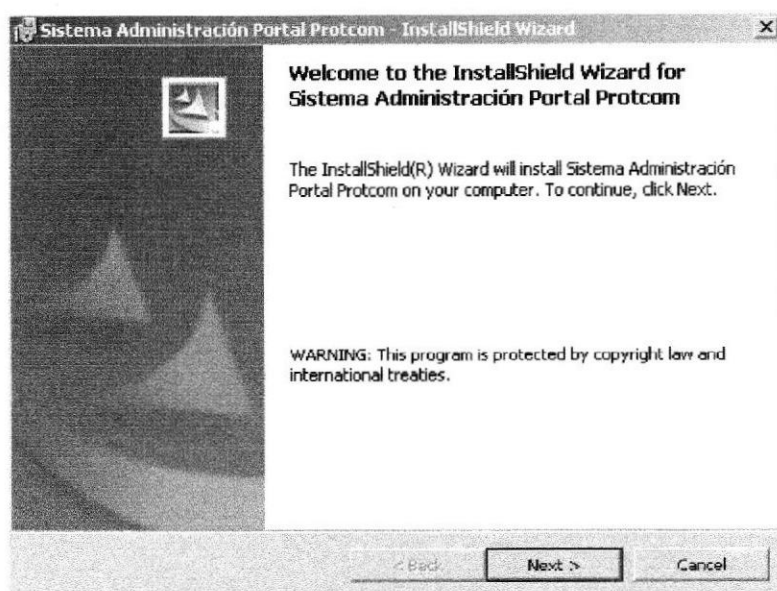 Sistema Administración Portal Protcom - InstallShield Wizard
Welcome to the InstallShield Wizard for
Sistema Administración Portal Protcom
The InstallShield(R) Wizard will install Sistema Administración
Portal Protcom on your computer. To continue, click Next.
WARNING: This program is protected by copyright law and
international treaties.
< Back
Next >
Cancel